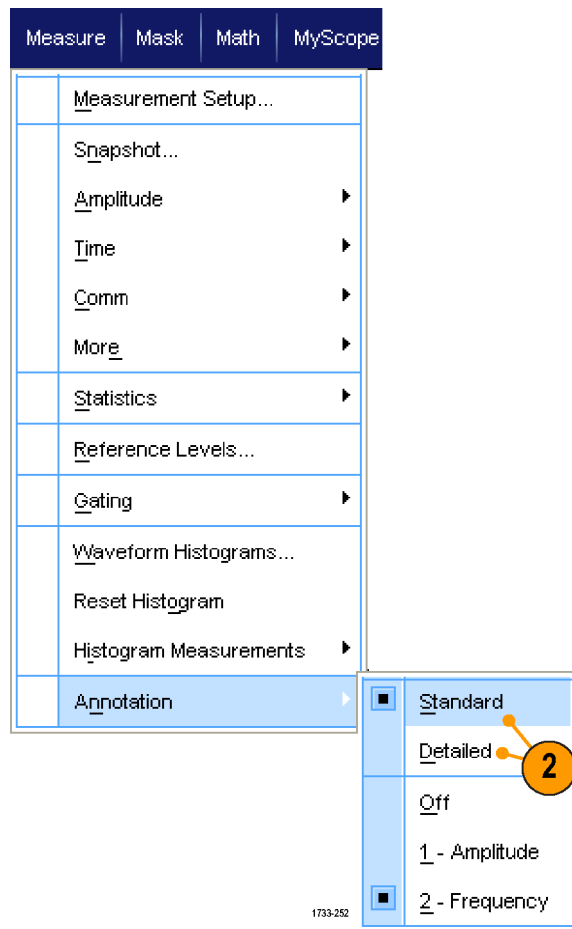 Measure Mask Math MyScope
Measurement Setup...
Snapshot...
Amplitude
Time
Comm
More
Statistics
Reference Levels...
Gating
Waveform Histograms...
Reset Histogram
Histogram Measurements
Annotation
Standard
Detailed
2
Off
1 - Amplitude
2 - Frequency
1733-252